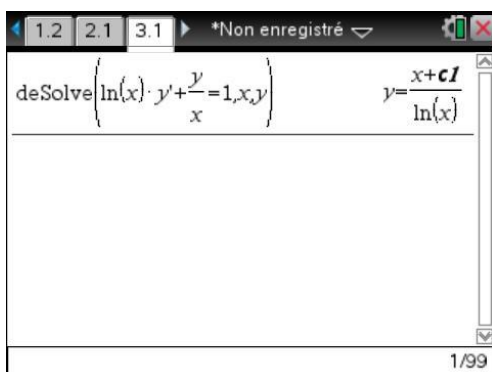 1.2 2.1 3.1 *Non enregistré
deSolve(ln(x)·y'+y/x=1,x,y) y=(x+c1)/ln(x)
1/99